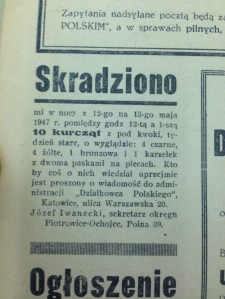 Zapytania nadsyłane pocztą będą za
POLSKIM", a w sprawach pilnych,
Skradziono
mi w nocy z 12-go na 13-go maja
1947 r. pomiędzy godz 12-tą a 1-szą
10 kurcząt z pod kwoki, ty-
dzień stare, o wyglądzie: 4 czarne,
4 żółte, 1 bronzowa i 1 karaiek
z dwoma paskami na plecach. Kto
by coś o nich wiedział uprzejmie
jest proszony o wiadomość do admi-
nistracji „Działkowca Polskiego",
Katowice, ulica Warszawska 20.
Józef Iwanecki, sekretarz okręgu
Piotrowice-Ochojec, Polna 39.
Ogłoszenie
D